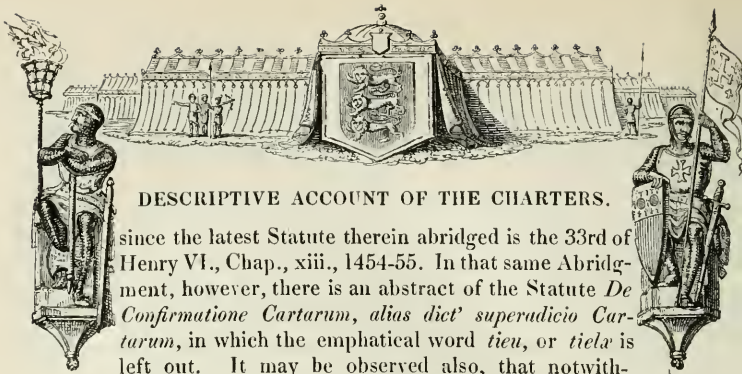 DESCRIPTIVE ACCOUNT OF THE CHARTERS.
since the latest Statute therein abridged is the 33rd of
Henry VI., Chap., xiii., 1454-55. In that same Abridg-
ment, however, there is an abstract of the Statute De
Confirmatione Cartarum, alias dict' superadicio Car-
tarum, in which the emphatical word tieu, or tielx is
left out. It may be observed also, that notwith-